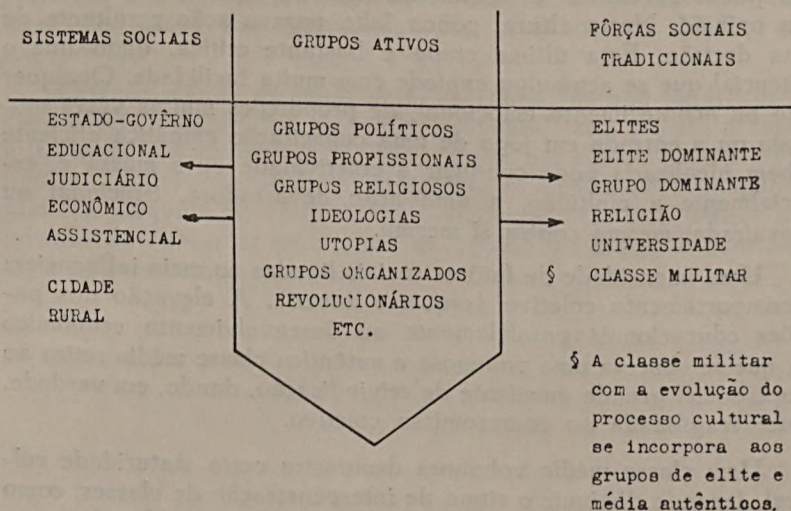 SISTEMAS SOCIAIS
GRUPOS ATIVOS
FÔRÇAS SOCIAIS
TRADICIONAIS
ESTADO-GOVÊRNO
EDUCACIONAL
JUDICIÁRIO
ECONÔMICO
ASSISTENCIAL
CIDADE
RURAL
GRUPOS POLÍTICOS
GRUPOS PROFISSIONAIS
GRUPOS RELIGIOSOS
IDEOLOGIAS
UTOPIAS
GRUPOS ORGANIZADOS
REVOLUCIONÁRIOS
ETC.
ELITES
ELITE DOMINANTE
GRUPO DOMINANTE
RELIGIÃO
UNIVERSIDADE
§ CLASSE MILITAR
§ A classe militar
com a evolução do
processo cultural
se incorpora aos
grupos de elite e
média autênticos.